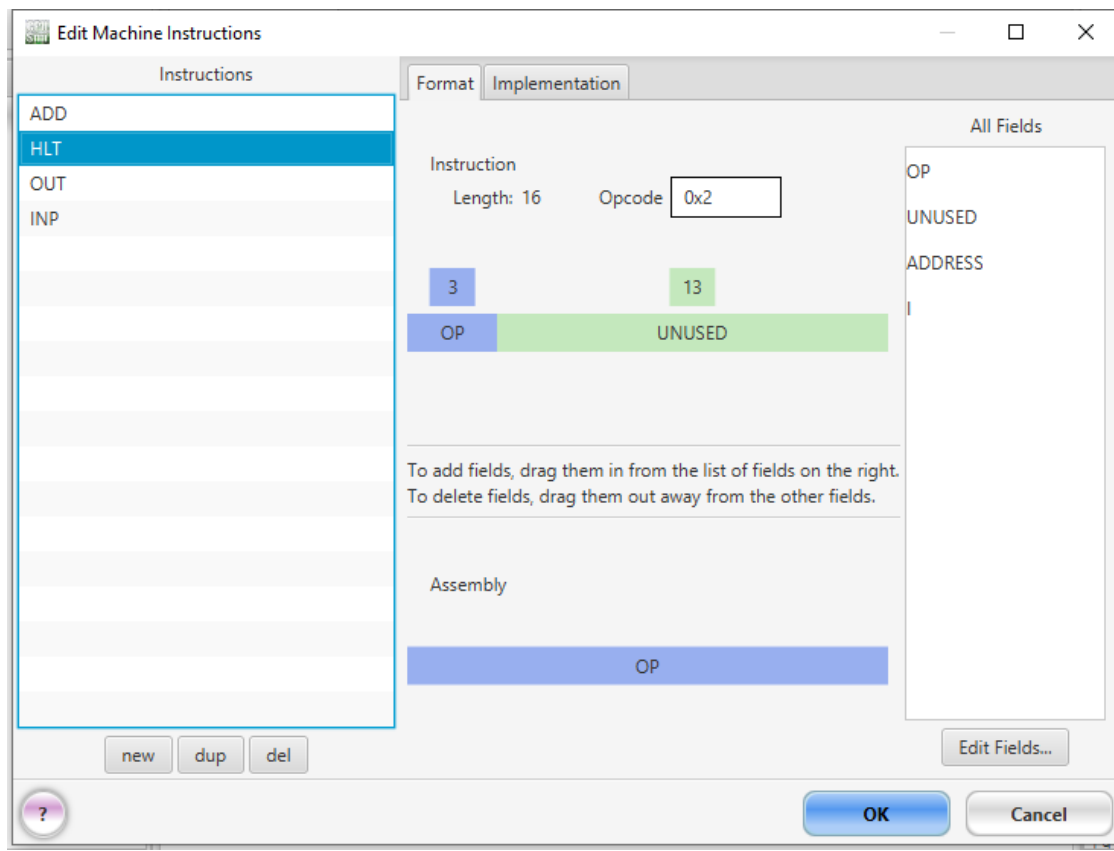 Edit Machine Instructions
Instructions
ADD
HLT
OUT
INP
new
dup
del
Format
Implementation
Instruction
Length: 16
Opcode
0x2
3
13
OP
UNUSED
To add fields, drag them in from the list of fields on the right.
To delete fields, drag them out away from the other fields.
Assembly
OP
All Fields
OP
UNUSED
ADDRESS
I
Edit Fields...
?
OK
Cancel